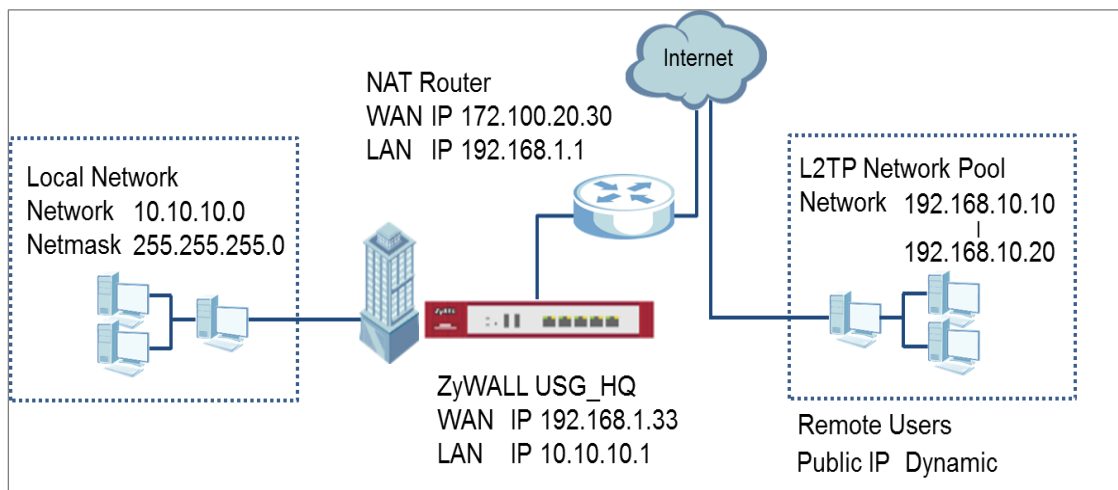 Internet
NAT Router
WAN IP 172.100.20.30
LAN IP 192.168.1.1
Local Network
Network 10.10.10.0
Netmask 255.255.255.0
L2TP Network Pool
Network 192.168.10.10
|
192.168.10.20
ZyXEL
ZyWALL USG_HQ
WAN IP 192.168.1.33
LAN IP 10.10.10.1
Remote Users
Public IP Dynamic